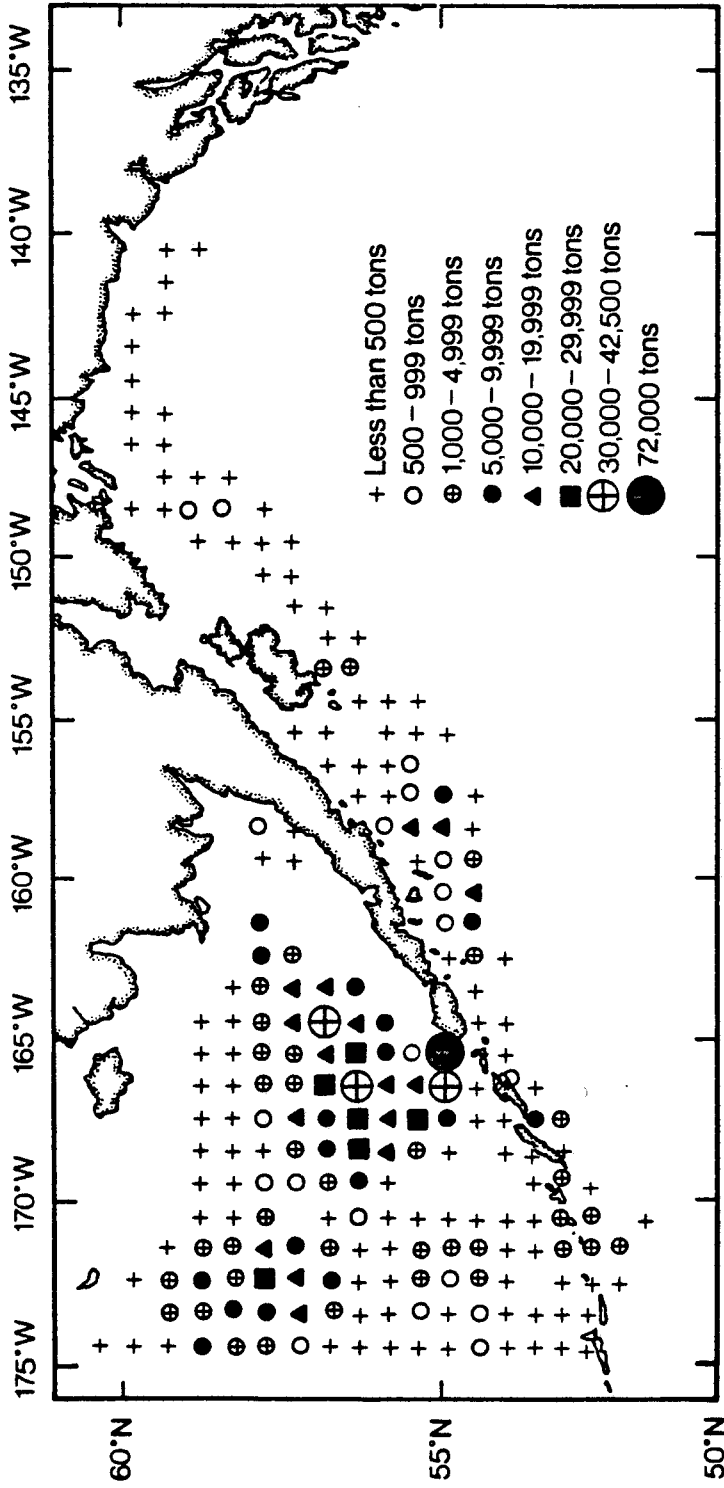 135°W
140°W
145°W
150°W
155°W
160°W
165°W
170°W
175°W
60°N
55°N
50°N
+ Less than 500 tons
○ 500–999 tons
⊕ 1,000–4,999 tons
● 5,000–9,999 tons
▲ 10,000–19,999 tons
■ 20,000–29,999 tons
⊕ 30,000–42,500 tons
● 72,000 tons